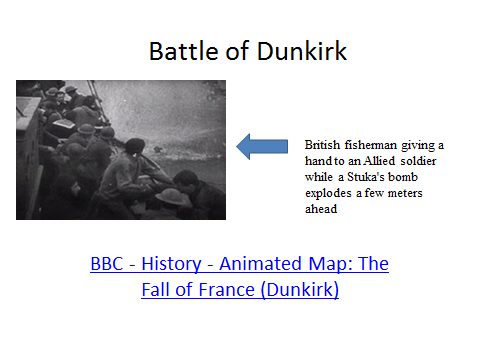 Battle of Dunkirk
British fisherman giving a
hand to an Allied soldier
while a Stuka's bomb
explodes a few meters
ahead
BBC - History - Animated Map: The
Fall of France (Dunkirk)